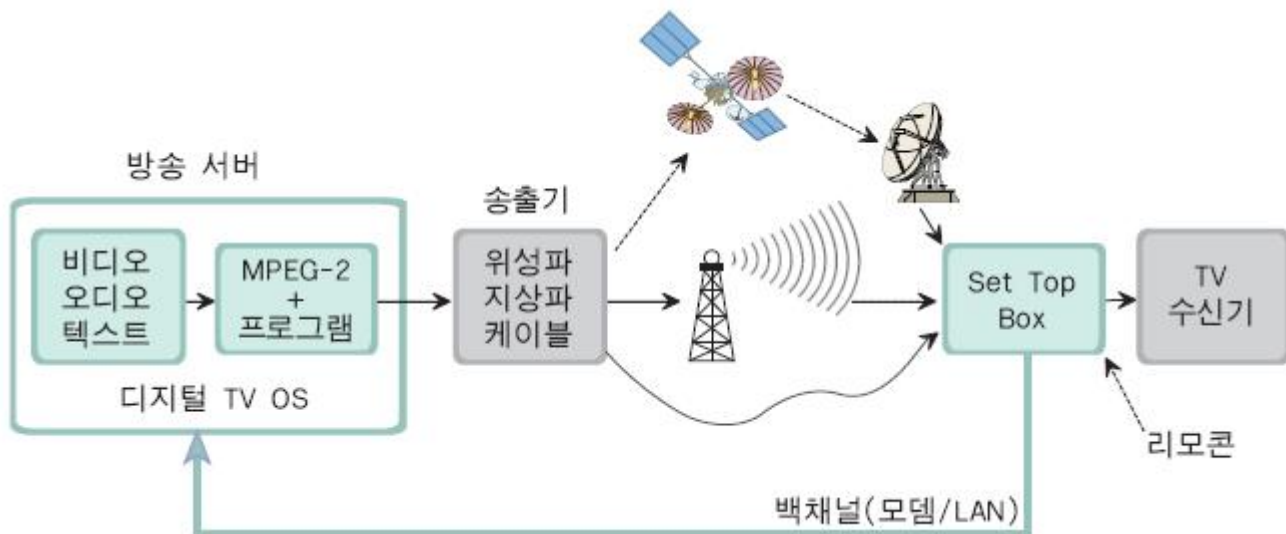 방송 서버
비디오
오디오
텍스트
MPEG-2
+
프로그램
디지털 TV OS
송출기
위성파
지상파
케이블
Set Top
Box
TV
수신기
리모콘
백채널(모뎀/LAN)